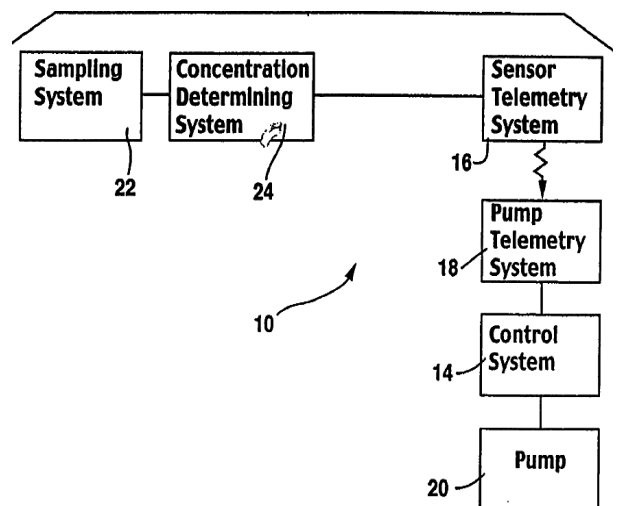 Sampling
System
22
Concentration
Determining
System
24
Sensor
Telemetry
System
16
Pump
Telemetry
System
18
10
Control
System
14
Pump
20